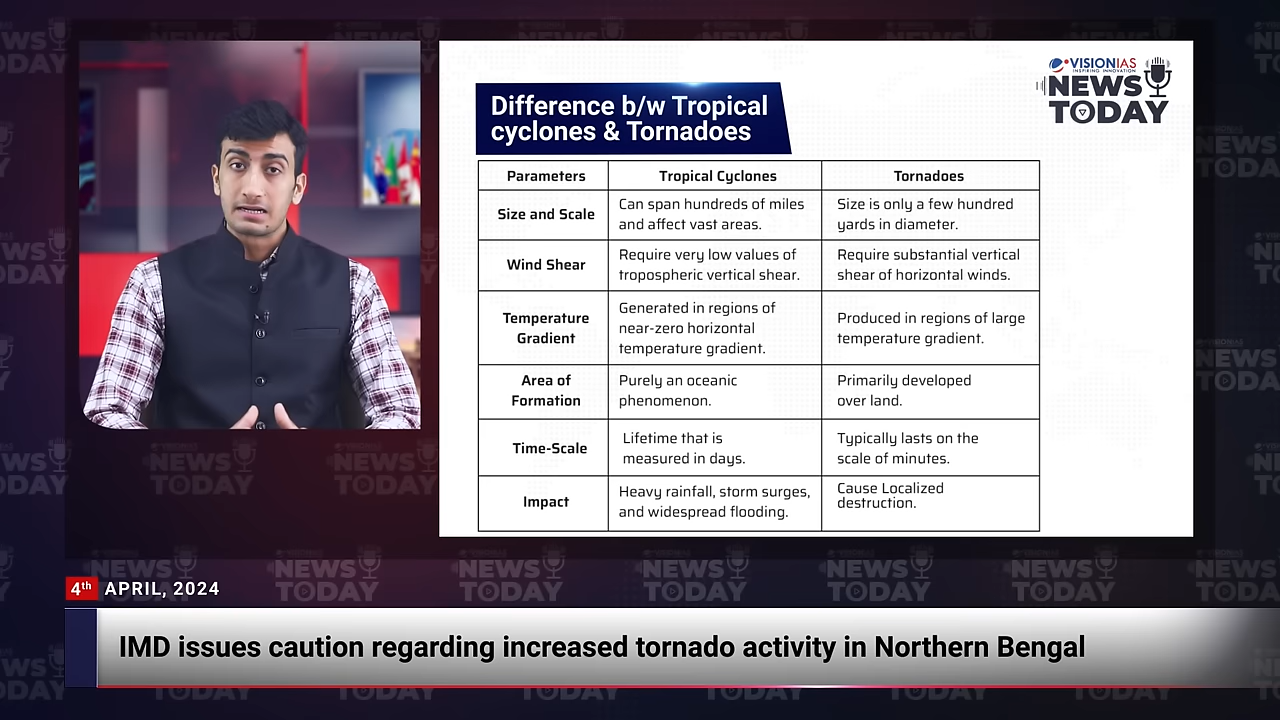 VISIONIAS
INSPIRING INNOVATION
NEWS
TODAY
Difference b/w Tropical
cyclones & Tornadoes
Parameters
Tropical Cyclones
Tornadoes
Size and Scale
Can span hundreds of miles
and affect vast areas.
Size is only a few hundred
yards in diameter.
Wind Shear
Require very low values of
tropospheric vertical shear.
Require substantial vertical
shear of horizontal winds.
Temperature
Gradient
Generated in regions of
near-zero horizontal
temperature gradient.
Produced in regions of large
temperature gradient.
Area of
Formation
Purely an oceanic
phenomenon.
Primarily developed
over land.
Time-Scale
Lifetime that is
measured in days.
Typically lasts on the
scale of minutes.
Impact
Heavy rainfall, storm surges,
and widespread flooding.
Cause Localized
destruction.
4th APRIL, 2024
IMD issues caution regarding increased tornado activity in Northern Bengal